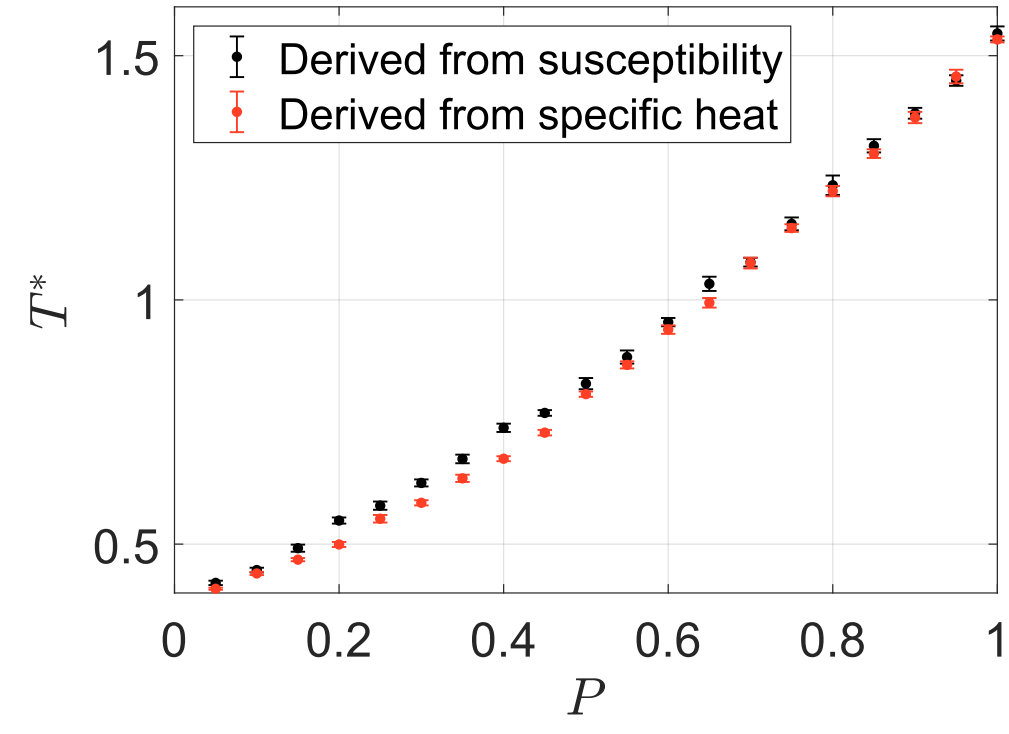 Derived from susceptibility
Derived from specific heat
1.5
1
0.5
T*
0 0.2 0.4 0.6 0.8 1
P